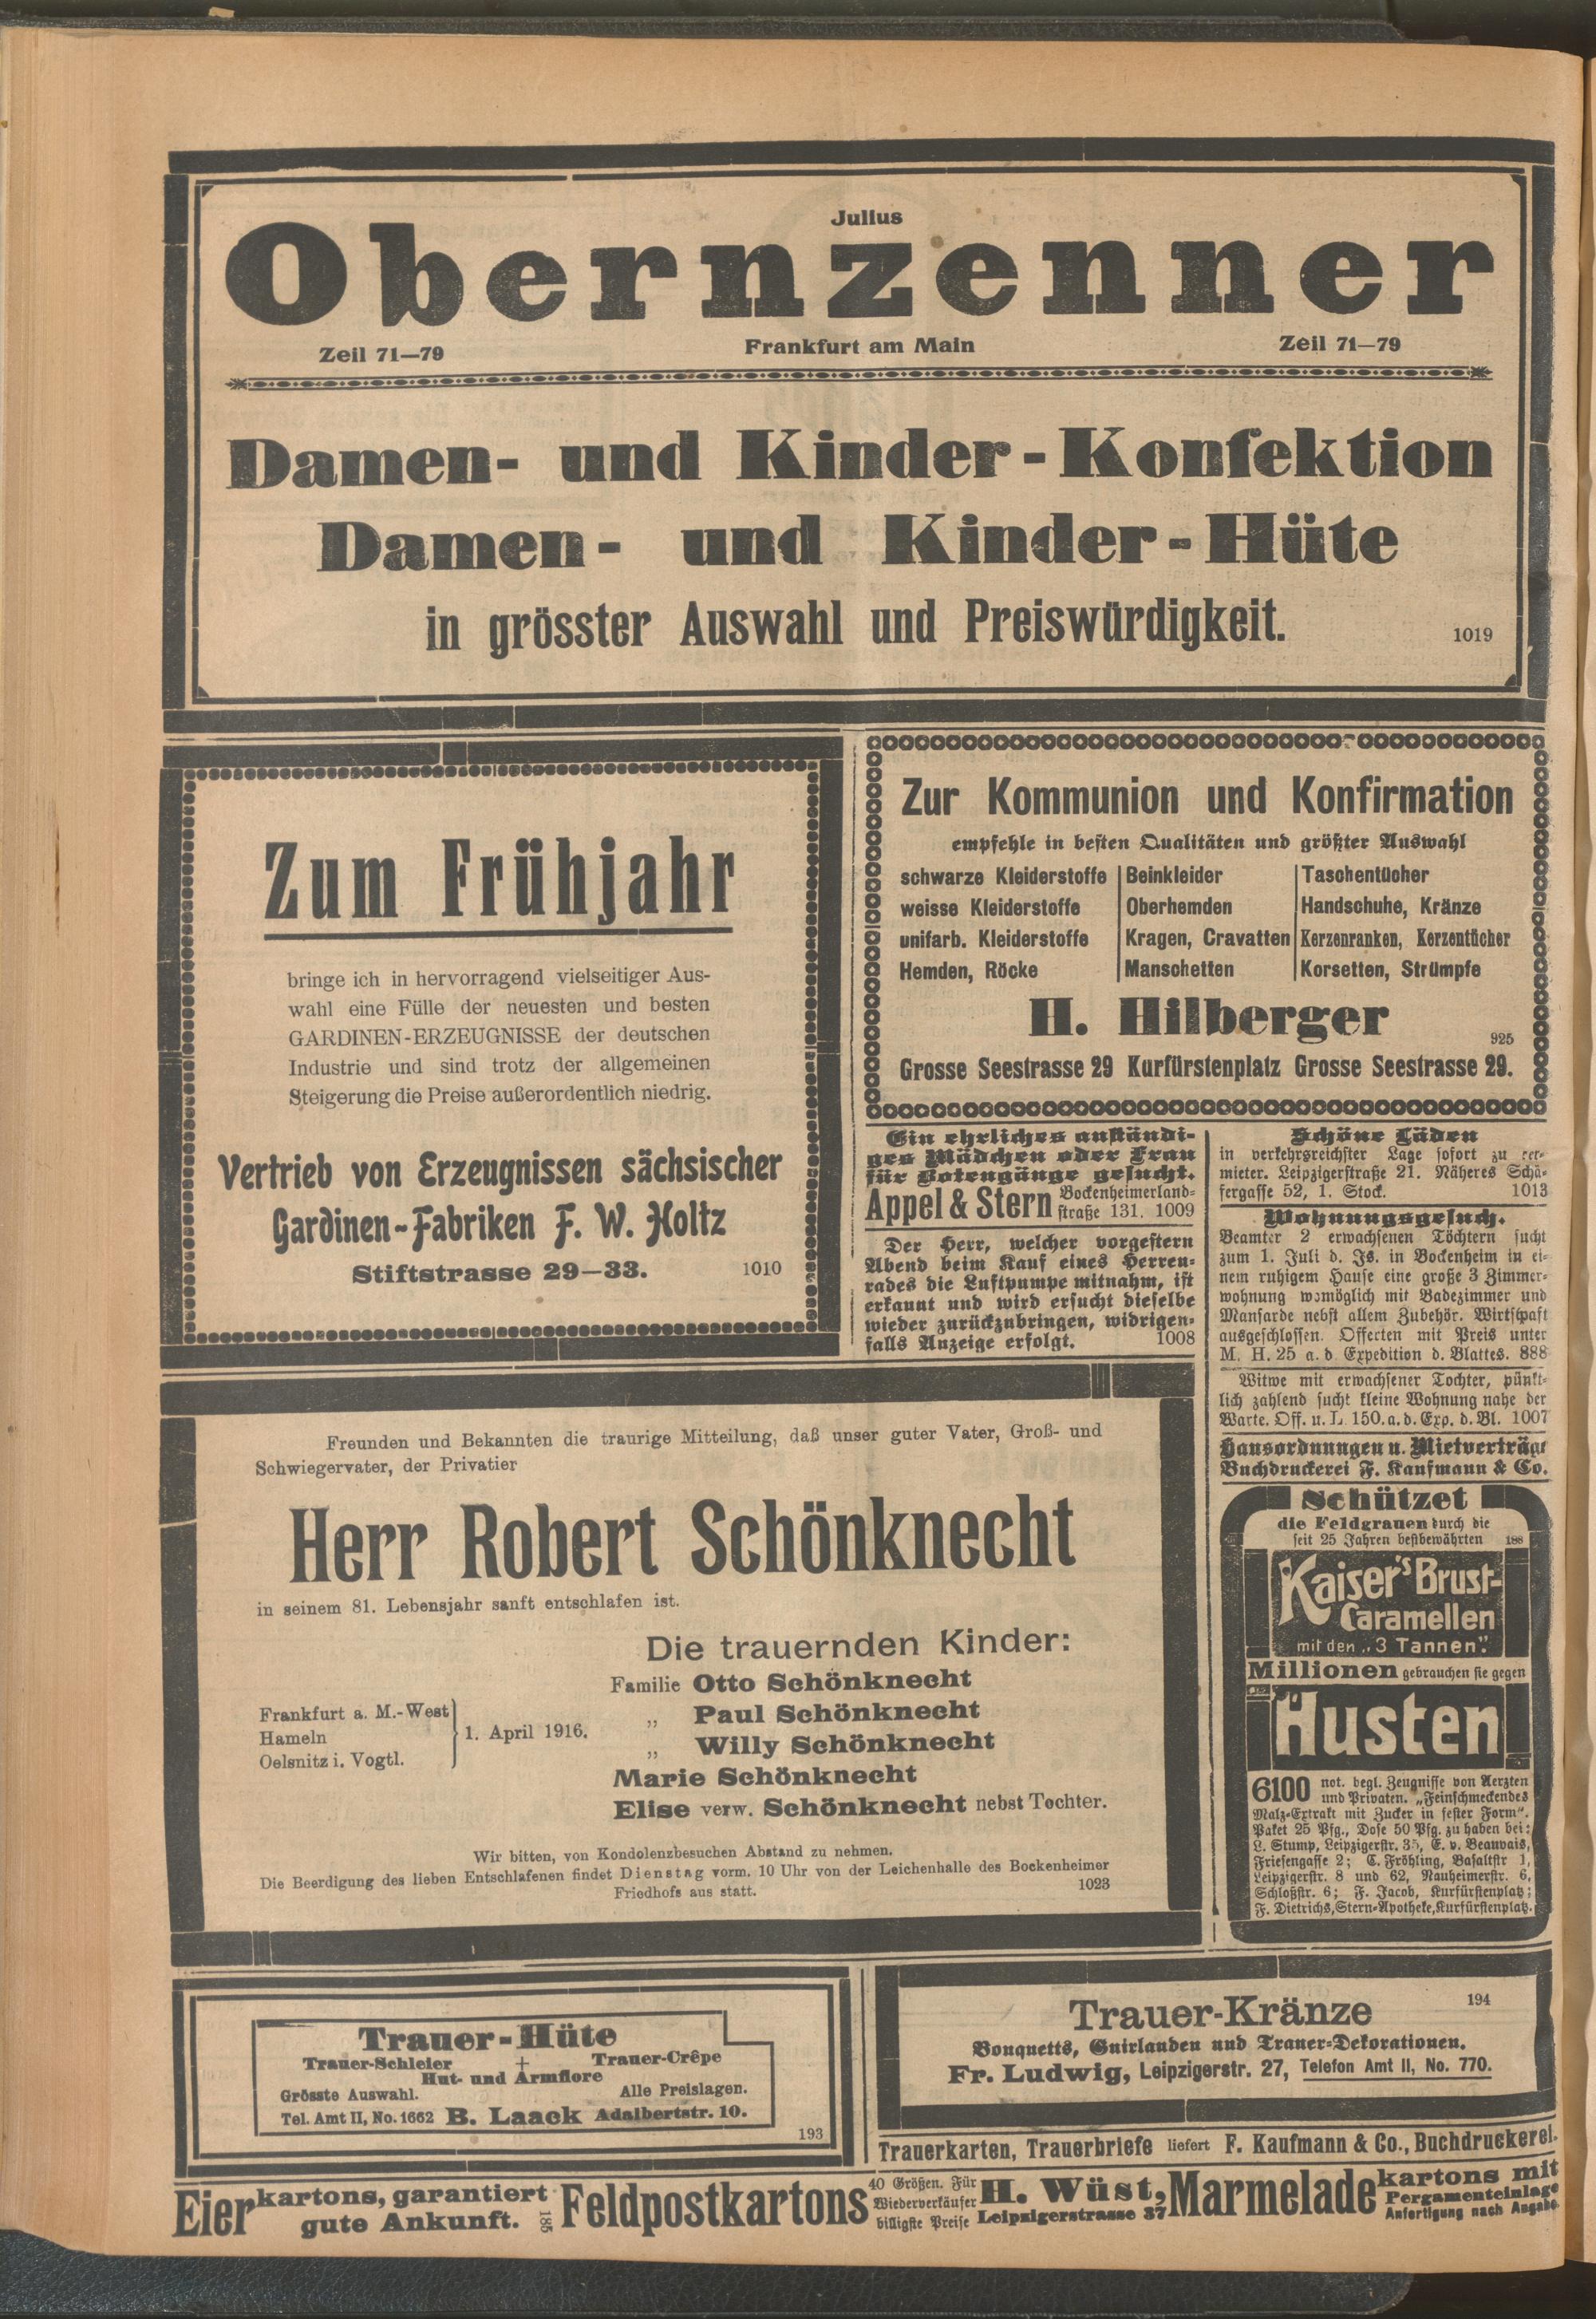 Julius
Obernzenner
Zeil 71—79 Frankfurt am Main Zeil 71—79
Damen- und Kinder-Konfektion
Damen- und Kinder-Hüte
in grösster Auswahl und Preiswürdigkeit.
1019
Zum Frühjahr
bringe ich in hervorragend vielseitiger Aus-
wahl eine Fülle der neuesten und besten
GARDINEN-ERZEUGNISSE der deutschen
Industrie und sind trotz der allgemeinen
Steigerung die Preise außerordentlich niedrig.
Vertrieb von Erzeugnissen sächsischer
Gardinen-Fabriken F. W. Holtz
Stiftstrasse 29—33. 1010
Zur Kommunion und Konfirmation
empfehle in besten Qualitäten und größter Auswahl
schwarze Kleiderstoffe Beinkleider Taschentücher
weisse Kleiderstoffe Oberhemden Handschuhe, Kränze
unifarb. Kleiderstoffe Kragen, Cravatten Kerzenranken, Kerzentücher
Hemden, Röcke Manschetten Korsetten, Strümpfe
H. Hilberger
925
Grosse Seestrasse 29 Kurfürstenplatz Grosse Seestrasse 29.
Ein ehrliches anständi-
ges Mädchen oder Frau
für Botengänge gesucht.
Appel & Stern Bockenheimerland-
straße 131. 1009
Der Herr, welcher vorgestern
Abend beim Kauf eines Herren-
rades die Luftpumpe mitnahm, ist
erkannt und wird ersucht dieselbe
wieder zurückzubringen, widrigen-
falls Anzeige erfolgt. 1008
Schöne Läden
in verkehrsreichster Lage sofort zu ver-
mieter. Leipzigerstraße 21. Näheres Schä-
fergasse 52, 1. Stock. 1013
Wohnungsgesuch.
Beamter 2 erwachsenen Töchtern sucht
zum 1. Juli d. Js. in Bockenheim in ei-
nem ruhigem Hause eine große 3 Zimmer-
wohnung womöglich mit Badezimmer und
Mansarde nebst allem Zubehör. Wirtschaft
ausgeschlossen. Offerten mit Preis unter
M. H. 25 a. d Expedition d. Blattes. 888
Witwe mit erwachsener Tochter, pünkt-
lich zahlend sucht kleine Wohnung nahe der
Warte. Off. u. L. 150. a. d. Exp. d. Bl. 1007
Hausordnungen u. Mietverträge
Buchdruckerei F. Kaufmann & Co.
Freunden und Bekannten die traurige Mitteilung, daß unser guter Vater, Groß- und
Schwiegervater, der Privatier
Herr Robert Schönknecht
in seinem 81. Lebensjahr sanft entschlafen ist.
Die trauernden Kinder:
Familie Otto Schönknecht
„ Paul Schönknecht
„ Willy Schönknecht
Marie Schönknecht
Elise verw. Schönknecht nebst Tochter.
Frankfurt a. M.-West
Hameln
Oelsnitz i. Vogtl.
1. April 1916.
Wir bitten, von Kondolenzbesuchen Abstand zu nehmen.
Die Beerdigung des lieben Entschlafenen findet Dienstag vorm. 10 Uhr von der Leichenhalle des Bockenheimer
Friedhofs aus statt. 1023
Schützet
die Feldgrauen durch die
seit 25 Jahren bestbewährten 188
Kaiser's Brust-
Caramellen
mit den „3 Tannen".
Millionen gebrauchen sie gegen
Husten
6100 not. begl. Zeugnisse von Aerzten
und Privaten. „Feinschmeckendes
Malz-Extrakt mit Zucker in fester Form".
Paket 25 Pfg., Dose 50 Pfg. zu haben bei:
L. Stump, Leipzigerstr. 35, E. v. Beauvais,
Friesengasse 2; C. Fröhling, Basaltstr 1,
Leipzigerstr. 8 und 62, Nauheimerstr. 6,
Schloßstr. 6; F. Jacob, Kurfürstenplatz;
F. Dietrichs, Stern-Apotheke, Kurfürstenplatz.
Trauer-Hüte
Trauer-Schleier + Trauer-Crêpe
Hut- und Armflore
Grösste Auswahl. Alle Preislagen.
Tel. Amt II, No. 1662 B. Laack Adalbertstr. 10.
193
Trauer-Kränze 194
Bouquetts, Guirlanden und Trauer-Dekorationen.
Fr. Ludwig, Leipzigerstr. 27, Telefon Amt II, No. 770.
Trauerkarten, Trauerbriefe liefert F. Kaufmann & Co., Buchdruckerei.
Eierkartons, garantiert
gute Ankunft. 185
Feldpostkartons
40 Größen. Für
Wiederverkäufer
billigste Preise
H. Wüst,
Leipzigerstrasse 37
Marmeladekartons mit
Pergamenteinlage
Anfertigung nach Angabe.